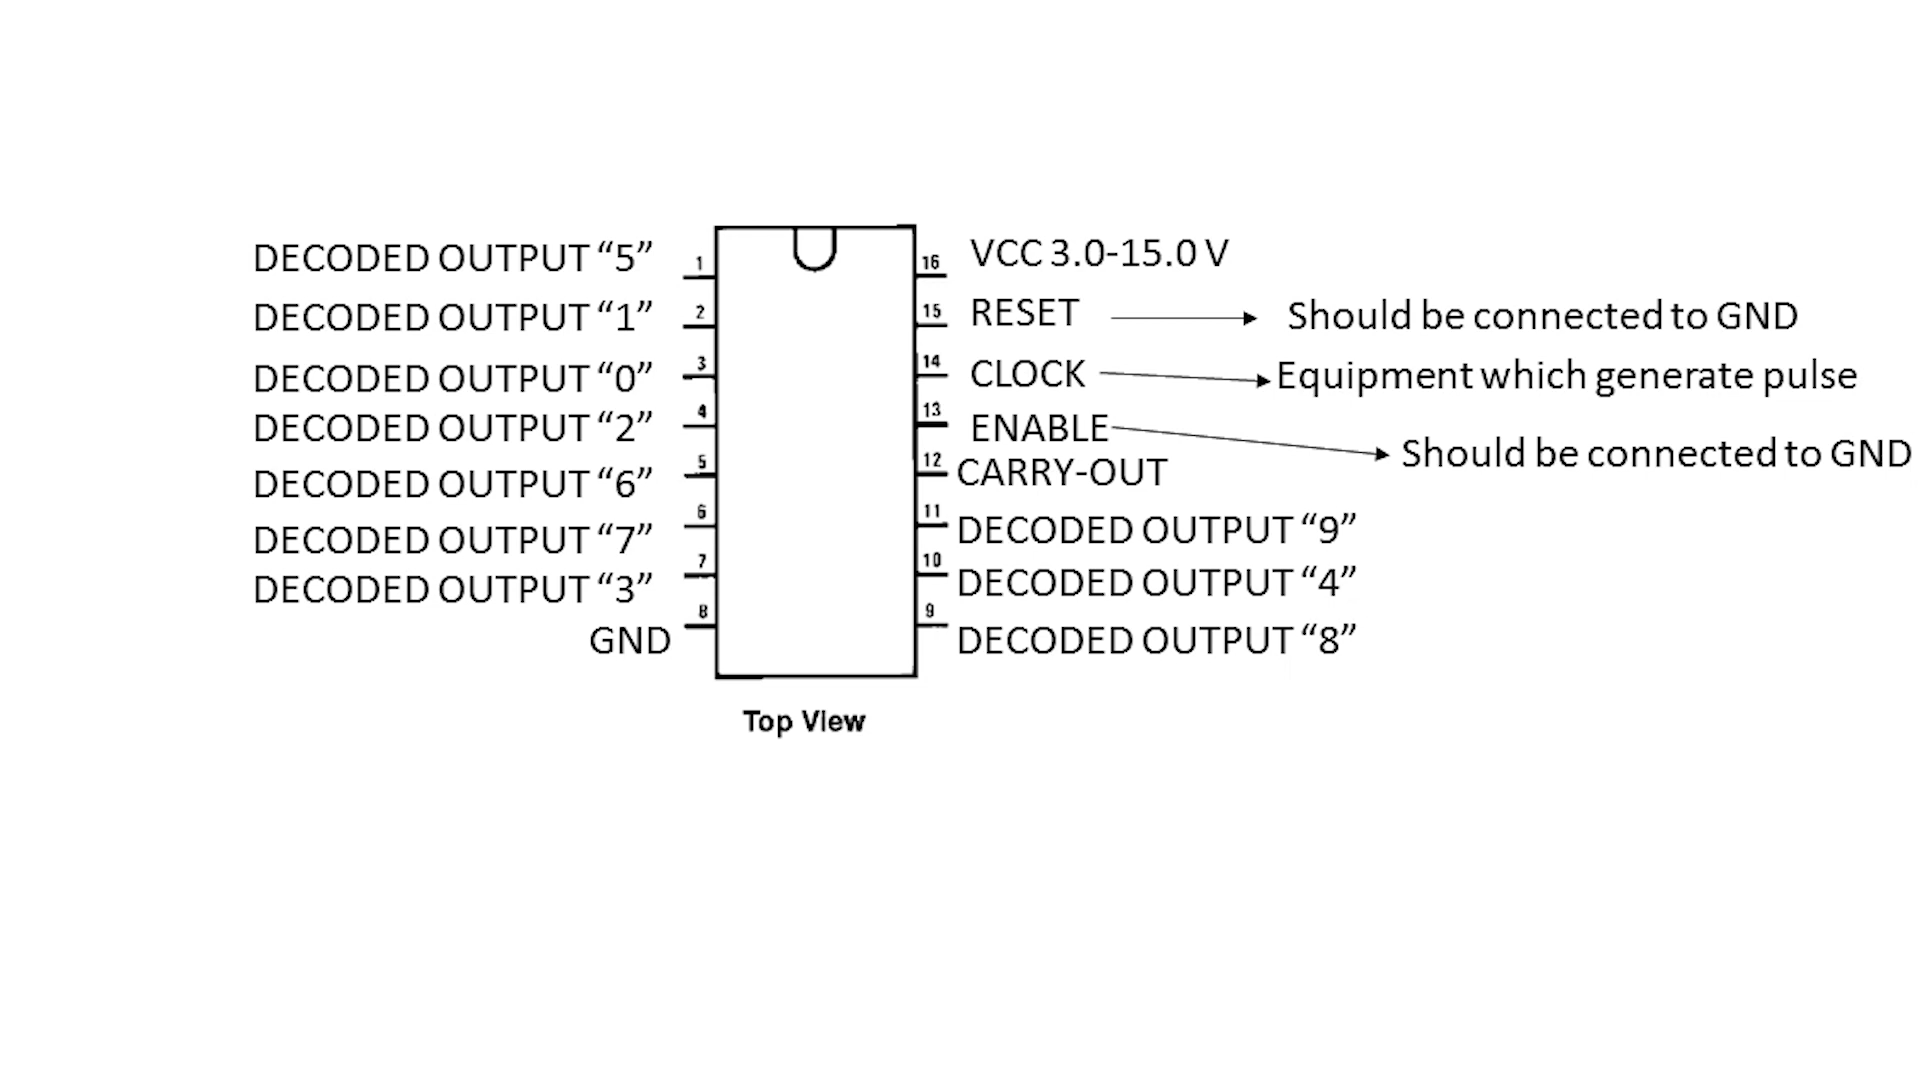 DECODED OUTPUT “5” 1
DECODED OUTPUT “1” 2
DECODED OUTPUT “0” 3
DECODED OUTPUT “2” 4
DECODED OUTPUT “6” 5
DECODED OUTPUT “7” 6
DECODED OUTPUT “3” 7
GND 8
16 VCC 3.0-15.0 V
15 RESET Should be connected to GND
14 CLOCK Equipment which generate pulse
13 ENABLE Should be connected to GND
12 CARRY-OUT
11 DECODED OUTPUT “9”
10 DECODED OUTPUT “4”
9 DECODED OUTPUT “8”
Top View